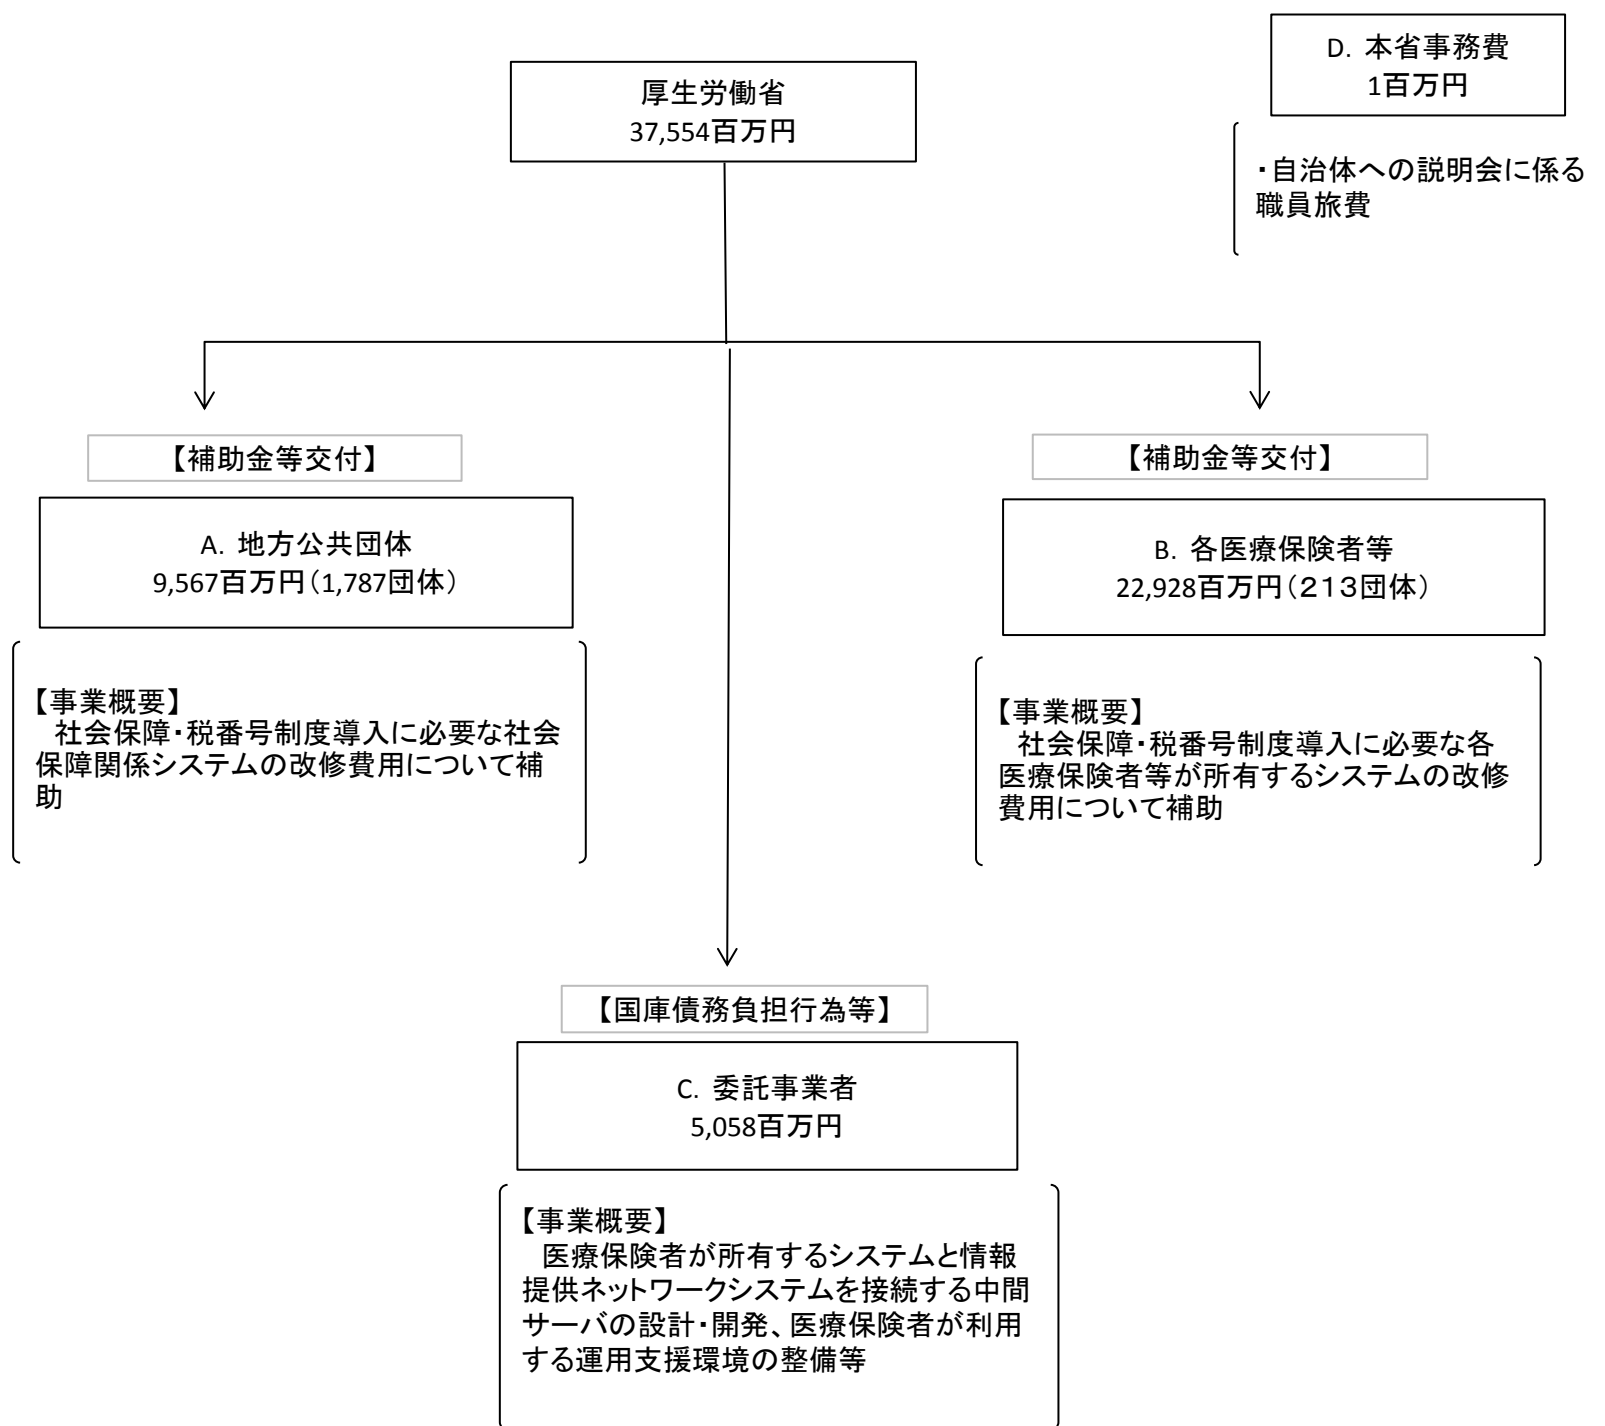 厚生労働省
37,554百万円
D. 本省事務費
1百万円
・自治体への説明会に係る
職員旅費
【補助金等交付】
A. 地方公共団体
9,567百万円（1,787団体）
【事業概要】
社会保障・税番号制度導入に必要な社会
保障関係システムの改修費用について補
助
【補助金等交付】
B. 各医療保険者等
22,928百万円（２１３団体）
【事業概要】
社会保障・税番号制度導入に必要な各
医療保険者等が所有するシステムの改修
費用について補助
【国庫債務負担行為等】
C. 委託事業者
5,058百万円
【事業概要】
医療保険者が所有するシステムと情報
提供ネットワークシステムを接続する中間
サーバの設計・開発、医療保険者が利用
する運用支援環境の整備等